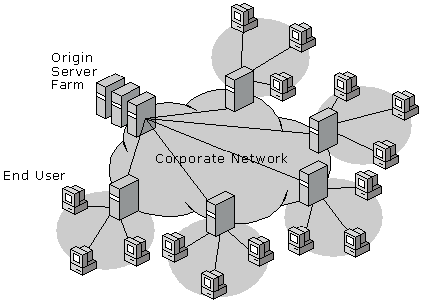 Origin
Server
Farm
Corporate Network
End User